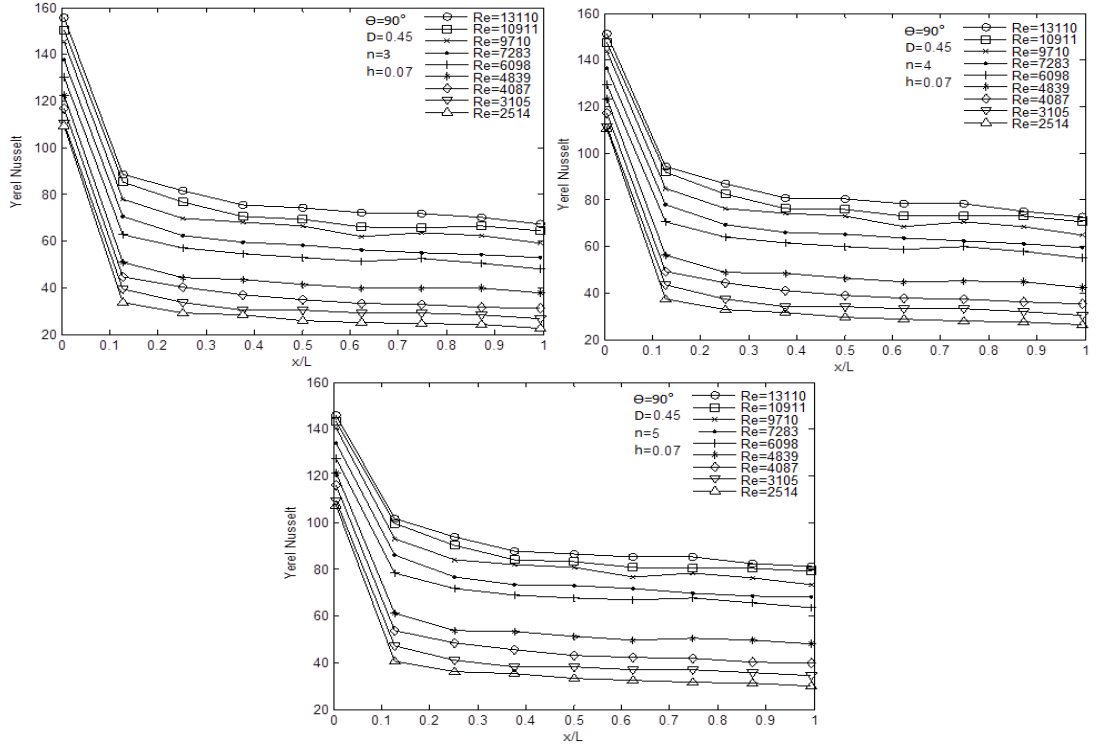 160
140
120
100
80
60
40
20
Yerel Nusselt
0
0.1
0.2
0.3
0.4
0.5
0.6
0.7
0.8
0.9
1
x/L
Θ=90°
D=0.45
n=3
h=0.07
Re=13110
Re=10911
Re=9710
Re=7283
Re=6098
Re=4839
Re=4087
Re=3105
Re=2514
160
140
120
100
80
60
40
20
Yerel Nusselt
0
0.1
0.2
0.3
0.4
0.5
0.6
0.7
0.8
0.9
1
x/L
Θ=90°
D=0.45
n=4
h=0.07
Re=13110
Re=10911
Re=9710
Re=7283
Re=6098
Re=4839
Re=4087
Re=3105
Re=2514
160
140
120
100
80
60
40
20
Yerel Nusselt
0
0.1
0.2
0.3
0.4
0.5
0.6
0.7
0.8
0.9
1
x/L
Θ=90°
D=0.45
n=5
h=0.07
Re=13110
Re=10911
Re=9710
Re=7283
Re=6098
Re=4839
Re=4087
Re=3105
Re=2514